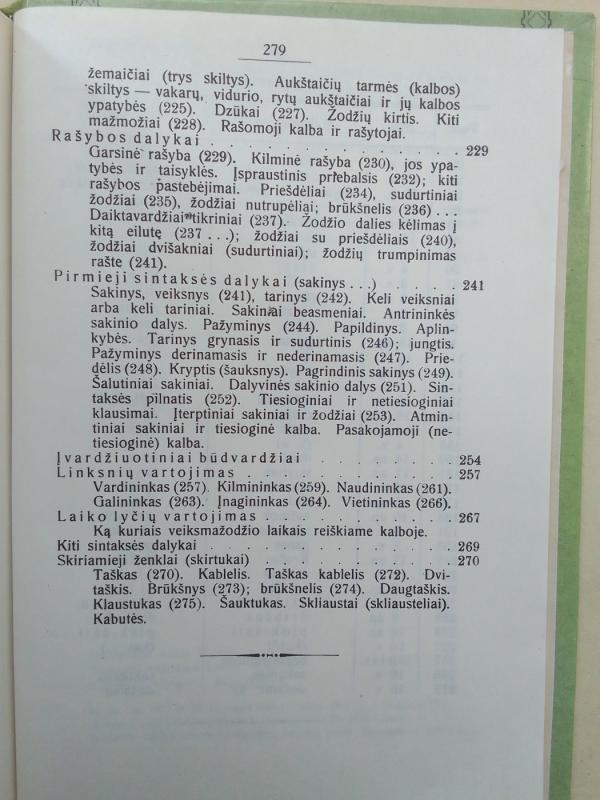 279
žemaičiai (trys skiltys). Aukštaičių tarmės (kalbos)
skiltys — vakarų, vidurio, rytų aukštaičiai ir jų kalbos
ypatybės (225). Dzūkai (227). Žodžių kirtis. Kiti
mažmožiai (228). Rašomoji kalba ir rašytojai.
Rašybos dalykai . . . . . . . . . . . . 229
Garsinė rašyba (229). Kilminė rašyba (230), jos ypa-
tybės ir taisyklės. Įspraustinis priebalsis (232); kiti
rašybos pastebėjimai. Priešdėliai (234), sudurtiniai
žodžiai (235), žodžiai nutrupėliai; brūkšnelis (236) ...
Daiktavardžiai tikriniai (237). Žodžio dalies kėlimas į
kitą eilutę (237 ...); žodžiai su priešdėliais (240),
žodžiai dvišakniai (sudurtiniai); žodžių trumpinimas
rašte (241).
Pirmieji sintaksės dalykai (sakinys ...) . . . . 241
Sakinys, veiksnys (241), tarinys (242). Keli veiksniai
arba keli tariniai. Sakiniai beasmeniai. Antrininkės
sakinio dalys. Pažyminys (244). Papildinys. Aplin-
kybės. Tarinys grynasis ir sudurtinis (246); jungtis.
Pažyminys derinamasis ir nederinamasis (247). Prie-
dėlis (248). Kryptis (šauksnys). Pagrindinis sakinys (249).
Šalutiniai sakiniai. Dalyvinės sakinio dalys (251). Sin-
taksės pilnatis (252). Tiesioginiai ir netiesioginiai
klausimai. Įterptiniai sakiniai ir žodžiai (253). Atmin-
tiniai sakiniai ir tiesioginė kalba. Pasakojamoji (ne-
tiesioginė) kalba.
Įvardžiuotiniai būdvardžiai . . . . . . . 254
Linksnių vartojimas . . . . . . . . . . . 257
Vardininkas (257). Kilmininkas (259). Naudininkas (261).
Galininkas (263). Įnagininkas (264). Vietininkas (266).
Laiko lyčių vartojimas . . . . . . . . . . 267
Ką kuriais veiksmažodžio laikais reiškiame kalboje.
Kiti sintaksės dalykai . . . . . . . . . . . . 269
Skiriamieji ženklai (skirtukai) . . . . . . . . . 270
Taškas (270). Kablelis. Taškas kablelis (272). Dvi-
taškis. Brūkšnys (273); brūkšnelis (274). Daugtaškis.
Klaustukas (275). Šauktukas. Skliaustai (skliausteliai).
Kabutės.